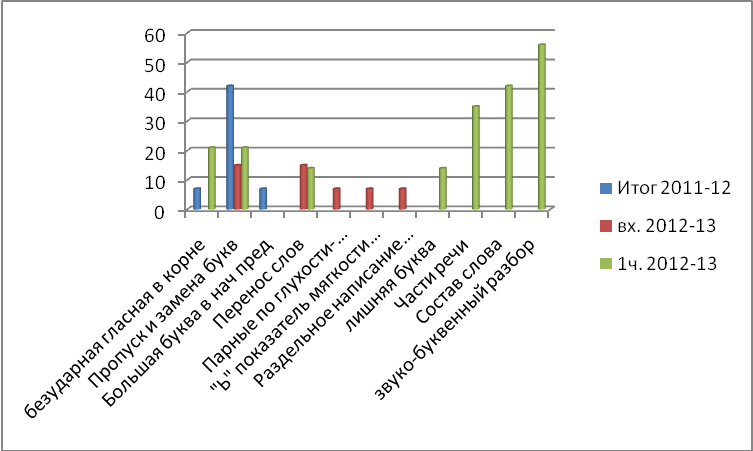 60
50
40
30
20
10
0
безударная гласная в корне
Пропуск и замена букв
Большая буква в нач пред
Перенос слов
Парные по глухости-...
"Ь" показатель мягкости...
Раздельное написание...
лишняя буква
Части речи
Состав слова
звуко-буквенный разбор
Итог 2011-12
вх. 2012-13
1ч. 2012-13